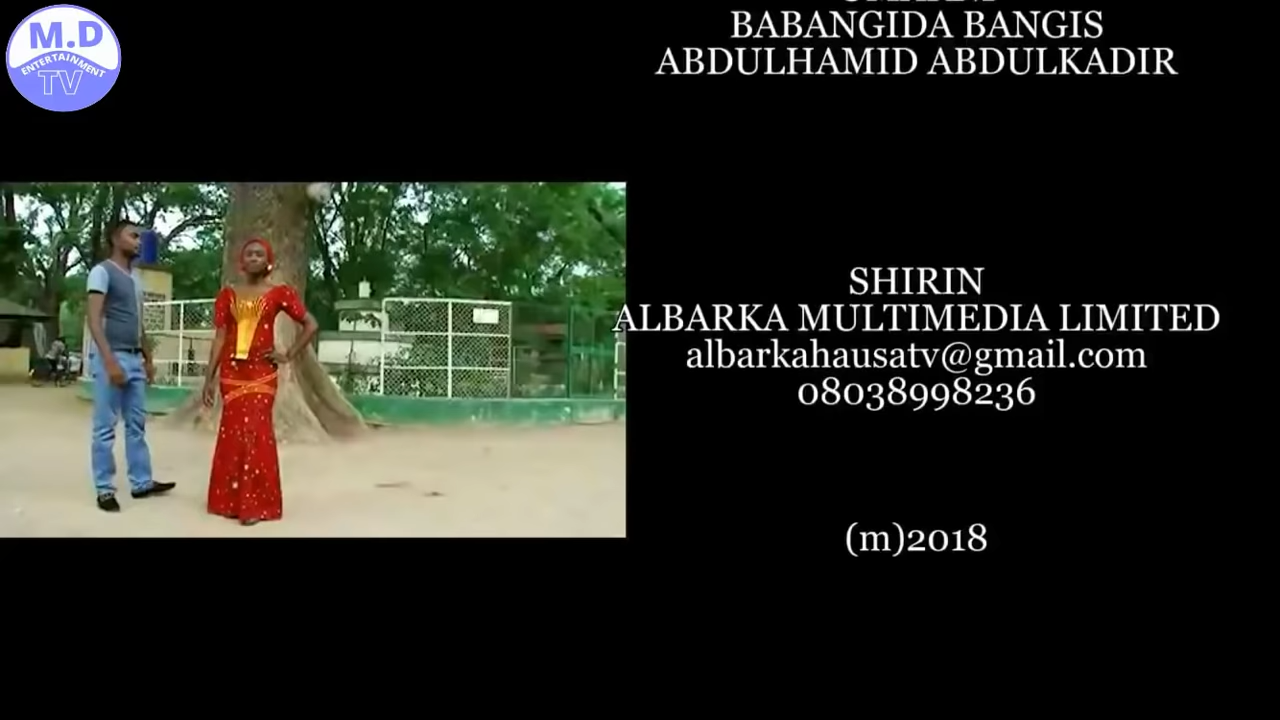 M.D
ENTERTAINMENT
TV
BABANGIDA BANGIS
ABDULHAMID ABDULKADIR
SHIRIN
ALBARKA MULTIMEDIA LIMITED
albarkahausatv@gmail.com
08038998236
(m)2018